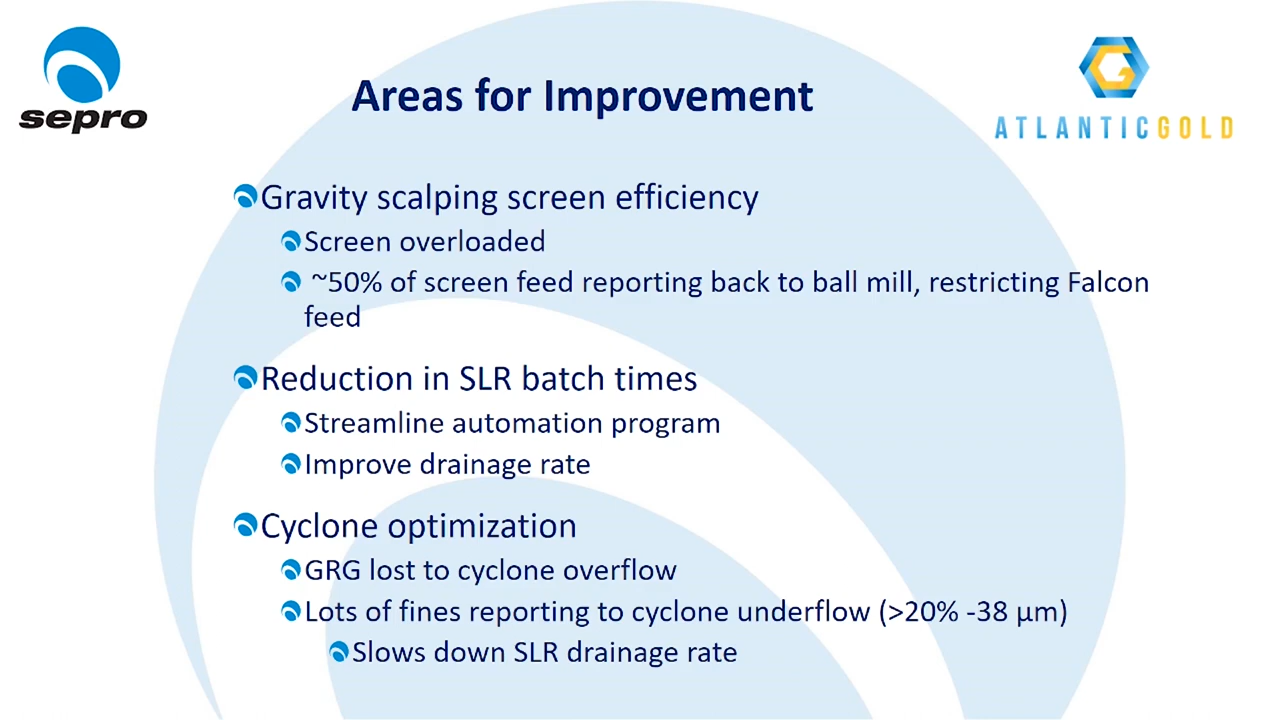 sepro
Areas for Improvement
ATLANTICGOLD
Gravity scalping screen efficiency
Screen overloaded
~50% of screen feed reporting back to ball mill, restricting Falcon
feed
Reduction in SLR batch times
Streamline automation program
Improve drainage rate
Cyclone optimization
GRG lost to cyclone overflow
Lots of fines reporting to cyclone underflow (>20% -38 µm)
Slows down SLR drainage rate